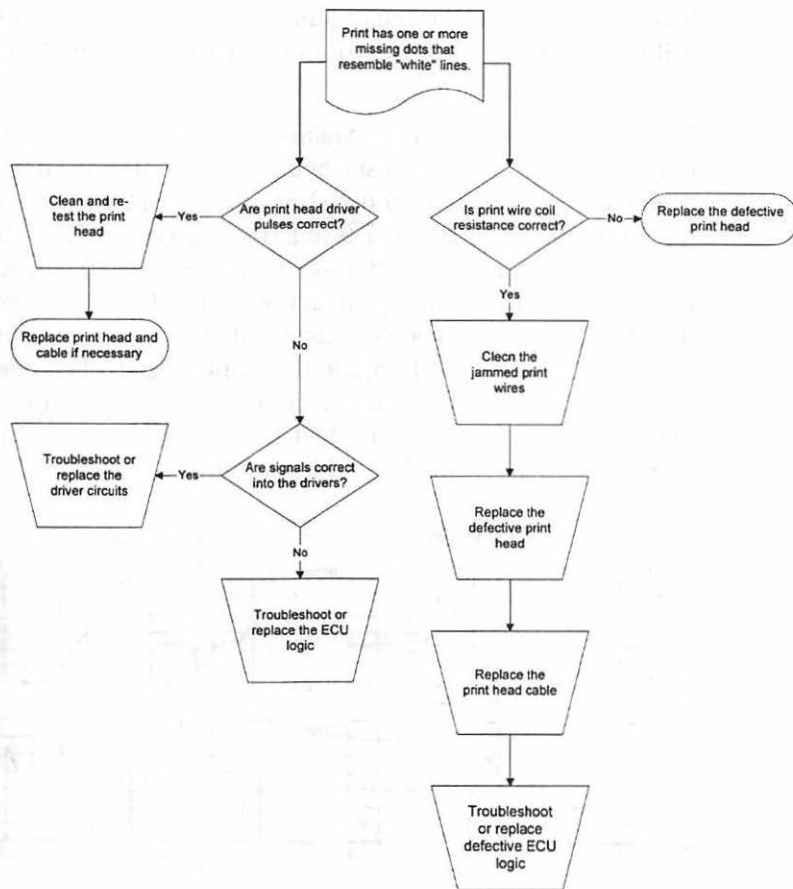 Print has one or more
missing dots that
resemble "white" lines.
Clean and re-
test the print
head
Yes
Are print head driver
pulses correct?
Is print wire coil
resistance correct?
No
Replace the defective
print head
Yes
Replace print head and
cable if necessary
No
Clecn the
jammed print
wires
Troubleshoot or
replace the
driver circuits
Yes
Are signals correct
into the drivers?
Replace the
defective print
head
No
Troubleshoot or
replace the ECU
logic
Replace the
print head cable
Troubleshoot
or replace
defective ECU
logic